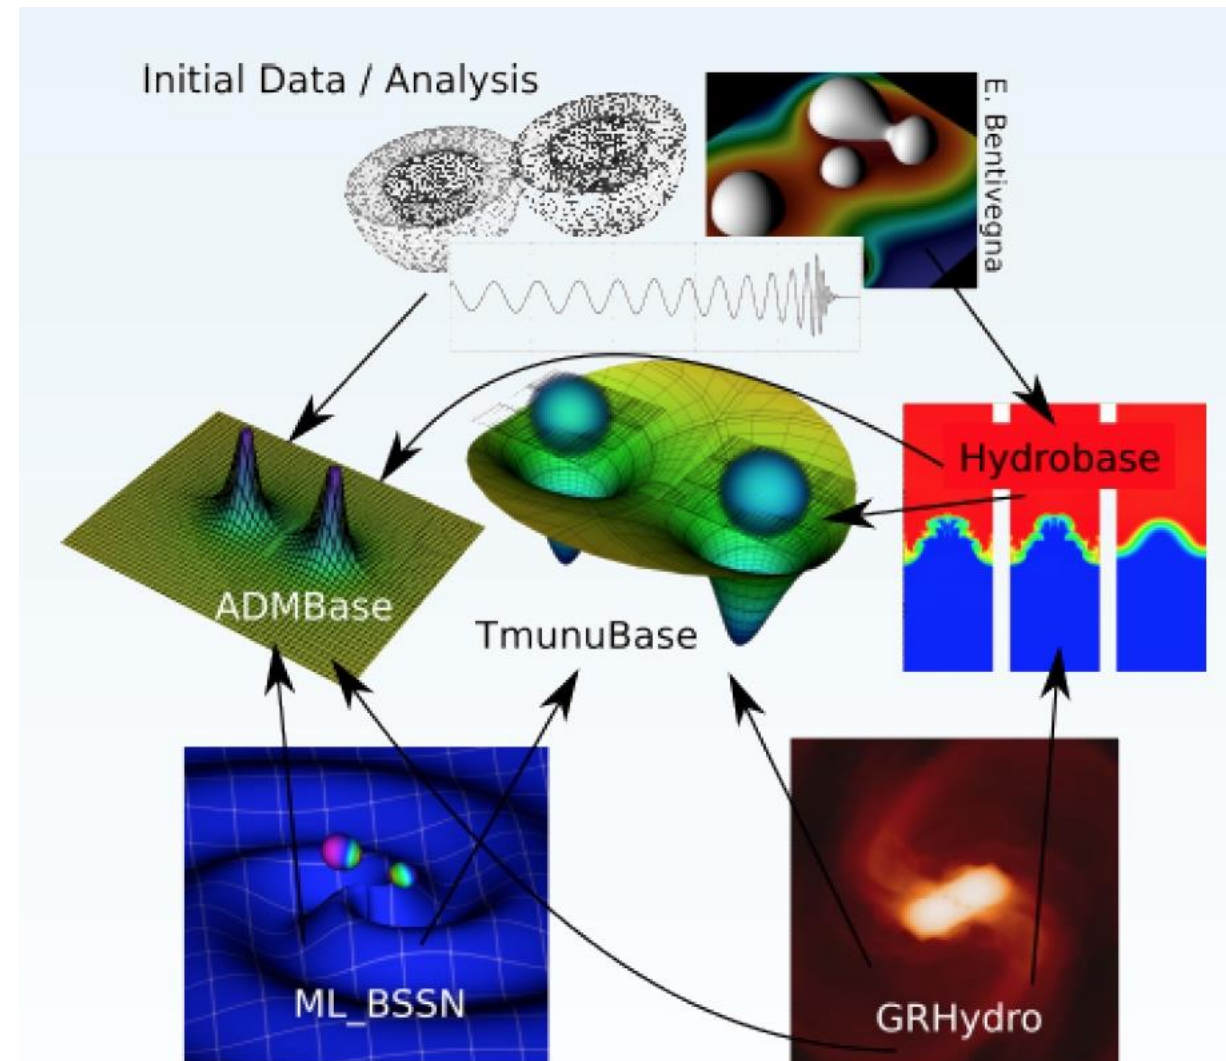 Initial Data / Analysis
E. Bentivegna
Hydrobase
ADMBase
TmunuBase
ML_BSSN
GRHydro